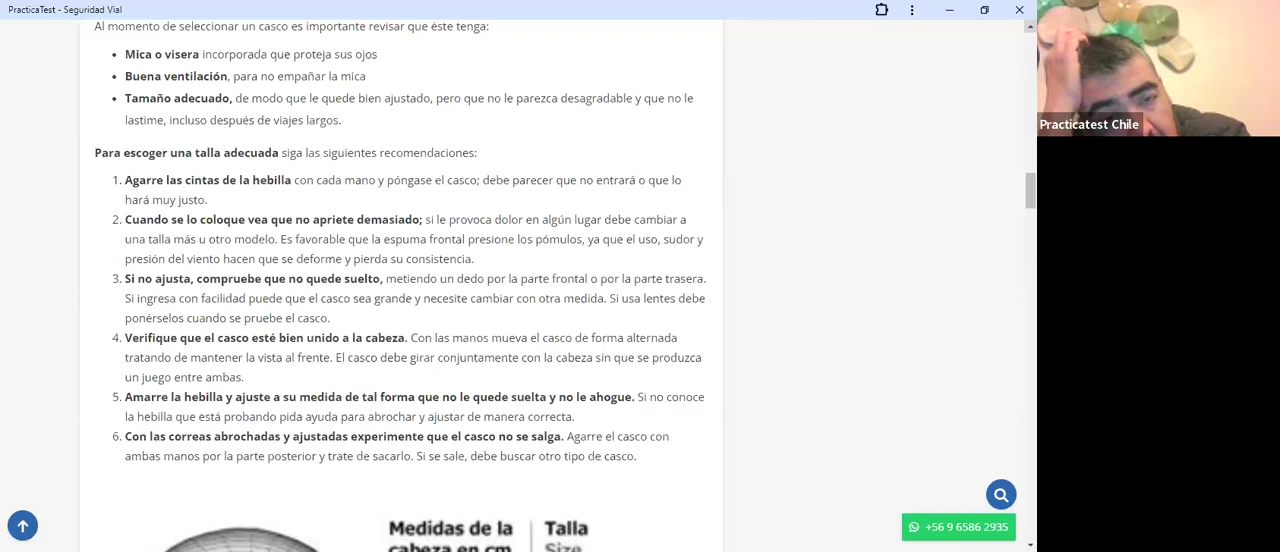 PracticaTest - Seguridad Vial
Al momento de seleccionar un casco es importante revisar que éste tenga:
• Mica o visera incorporada que proteja sus ojos
• Buena ventilación, para no empañar la mica
• Tamaño adecuado, de modo que le quede bien ajustado, pero que no le parezca desagradable y que no le
lastime, incluso después de viajes largos.
Practicatest Chile
Para escoger una talla adecuada siga las siguientes recomendaciones:
1. Agarre las cintas de la hebilla con cada mano y póngase el casco; debe parecer que no entrará o que lo
hará muy justo.
2. Cuando se lo coloque vea que no apriete demasiado; si le provoca dolor en algún lugar debe cambiar a
una talla más u otro modelo. Es favorable que la espuma frontal presione los pómulos, ya que el uso, sudor y
presión del viento hacen que se deforme y pierda su consistencia.
3. Si no ajusta, compruebe que no quede suelto, metiendo un dedo por la parte frontal o por la parte trasera.
Si ingresa con facilidad puede que el casco sea grande y necesite cambiar con otra medida. Si usa lentes debe
ponérselos cuando se pruebe el casco.
4. Verifique que el casco esté bien unido a la cabeza. Con las manos mueva el casco de forma alternada
tratando de mantener la vista al frente. El casco debe girar conjuntamente con la cabeza sin que se produzca
un juego entre ambas.
5. Amarre la hebilla y ajuste a su medida de tal forma que no le quede suelta y no le ahogue. Si no conoce
la hebilla que está probando pida ayuda para abrochar y ajustar de manera correcta.
6. Con las correas abrochadas y ajustadas experimente que el casco no se salga. Agarre el casco con
ambas manos por la parte posterior y trate de sacarlo. Si se sale, debe buscar otro tipo de casco.
+56 9 6586 2935
Medidas de la
cabeza en cm
Talla
Size